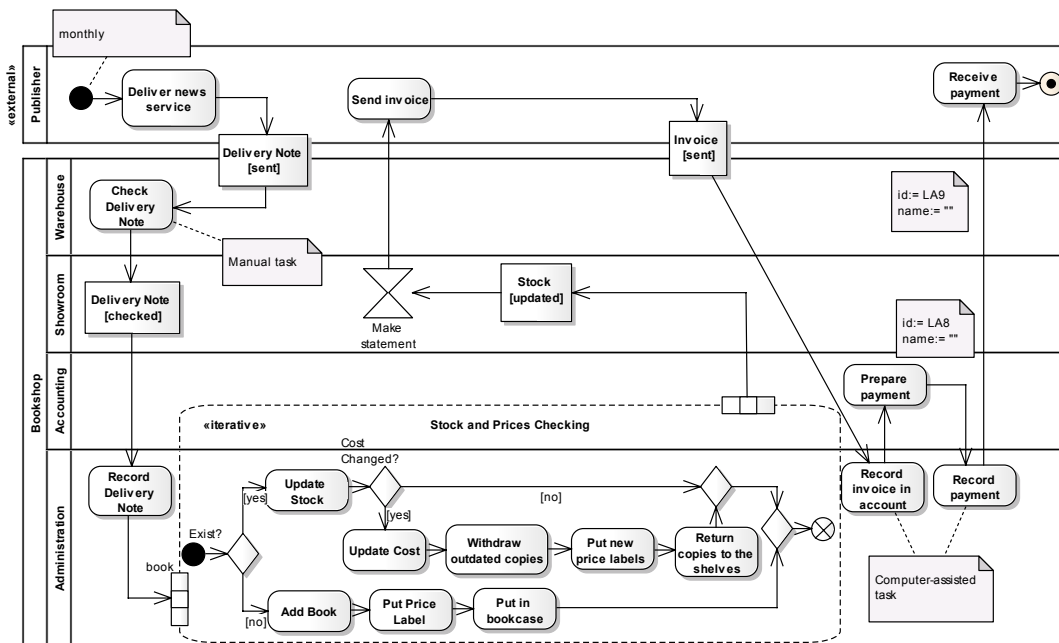 monthly
«external»
Publisher
Deliver news
service
Send invoice
Receive
payment
Delivery Note
[sent]
Invoice
[sent]
Bookshop
Warehouse
Check
Delivery
Note
Manual task
id:= LA9
name:= ""
Showroom
Delivery Note
[checked]
Make
statement
Stock
[updated]
id:= LA8
name:= ""
Accounting
Prepare
payment
«iterative»
Stock and Prices Checking
Administration
Record
Delivery
Note
book
Exist?
[yes]
Update
Stock
Cost
Changed?
[no]
[yes]
Update Cost
Withdraw
outdated copies
Put new
price labels
Return
copies to the
shelves
[no]
Add Book
Put Price
Label
Put in
bookcase
Record
invoice in
account
Record
payment
Computer-assisted
task